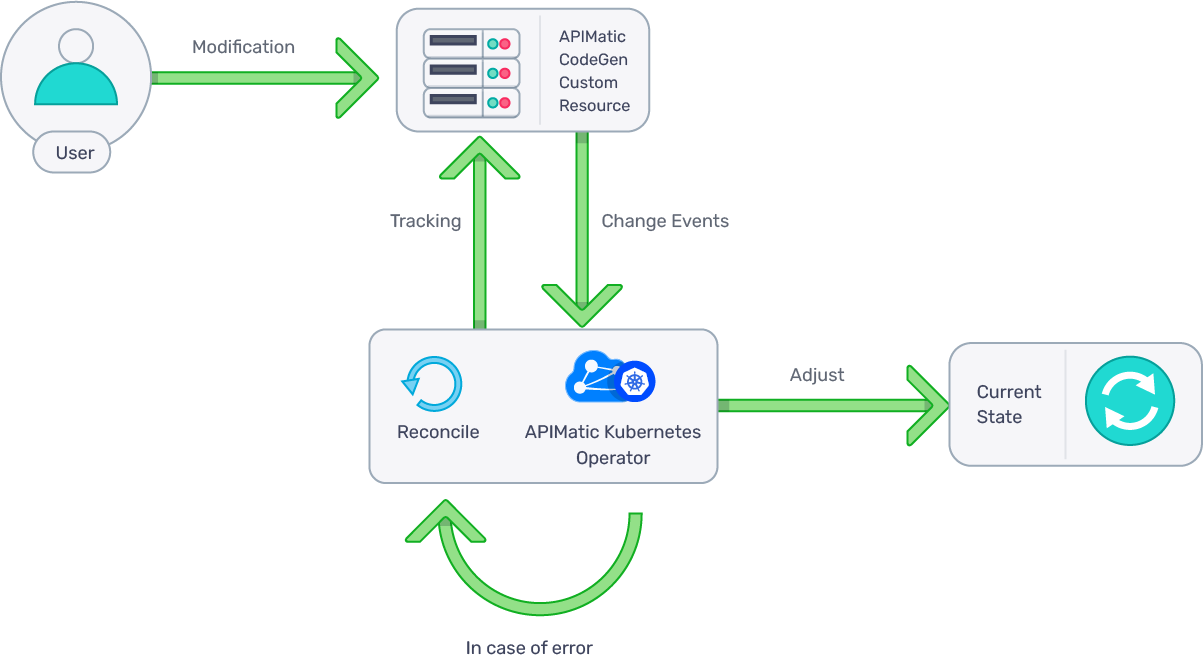 Modification
APIMatic
CodeGen
Custom
Resource
User
Tracking
Change Events
Adjust
Reconcile
APIMatic Kubernetes
Operator
Current
State
In case of error